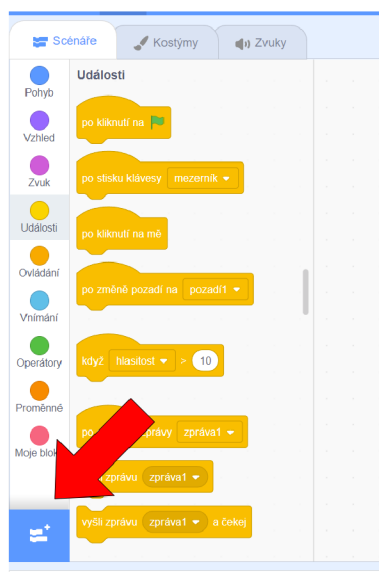 Scénáře
Kostýmy
Zvuky
Pohyb
Vzhled
Zvuk
Události
Ovládání
Vnímání
Operátory
Proměnné
Moje blok
Události
po kliknutí na
po stisku klávesy mezerník
po kliknutí na mě
po změně pozadí na pozadí1
když hlasitost > 10
po zprávy zpráva1
zprávu zpráva1
vyšli zprávu zpráva1 a čekej